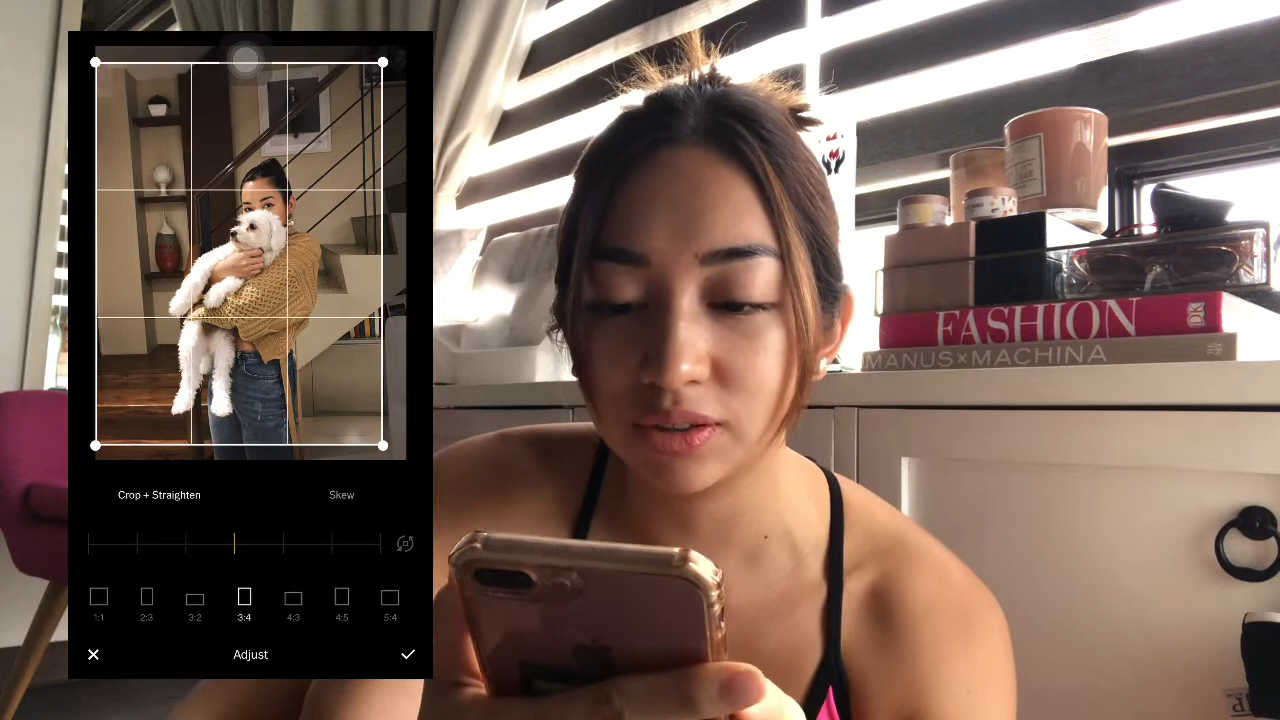 Crop + Straighten
Skew
1:1
2:3
3:2
3:4
4:3
4:5
5:4
Adjust
FASHION
DK
MANUS×MACHINA